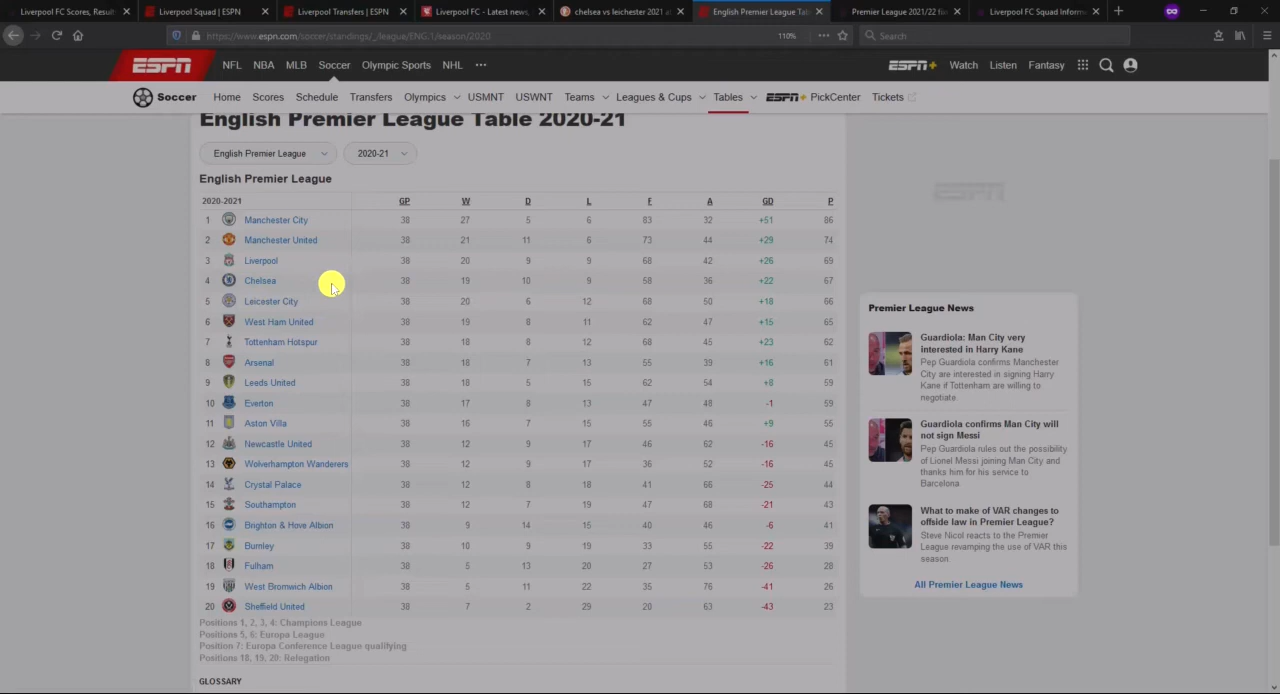 Liverpool FC Scores, Result
Liverpool Squad | ESPN
Liverpool Transfers | ESPN
Liverpool FC - Latest news,
chelsea vs leichester 2021 at
English Premier League Tab
Premier League 2021/22 fi
Liverpool FC Squad Inform
https://www.espn.com/soccer/standings/_/league/ENG.1/season/2020
110%
Search
ESPN NFL NBA MLB Soccer Olympic Sports NHL
ESPN+ Watch Listen Fantasy
Soccer Home Scores Schedule Transfers Olympics USMNT USWNT Teams Leagues & Cups Tables ESPN+ PickCenter Tickets
English Premier League Table 2020-21
English Premier League 2020-21
English Premier League
2020-2021 GP W D L F A GD P
1 Manchester City 38 27 5 6 83 32 +51 86
2 Manchester United 38 21 11 6 73 44 +29 74
3 Liverpool 38 20 9 9 68 42 +26 69
4 Chelsea 38 19 10 9 58 36 +22 67
5 Leicester City 38 20 6 12 68 50 +18 66
6 West Ham United 38 19 8 11 62 47 +15 65
7 Tottenham Hotspur 38 18 8 12 68 45 +23 62
8 Arsenal 38 18 7 13 55 39 +16 61
9 Leeds United 38 18 5 15 62 54 +8 59
10 Everton 38 17 8 13 47 48 -1 59
11 Aston Villa 38 16 7 15 55 46 +9 55
12 Newcastle United 38 12 9 17 46 62 -16 45
13 Wolverhampton Wanderers 38 12 9 17 36 52 -16 45
14 Crystal Palace 38 12 8 18 41 66 -25 44
15 Southampton 38 12 7 19 47 68 -21 43
16 Brighton & Hove Albion 38 9 14 15 40 46 -6 41
17 Burnley 38 10 9 19 33 55 -22 39
18 Fulham 38 5 13 20 27 53 -26 28
19 West Bromwich Albion 38 5 11 22 35 76 -41 26
20 Sheffield United 38 7 2 29 20 63 -43 23
Positions 1, 2, 3, 4: Champions League
Positions 5, 6: Europa League
Position 7: Europa Conference League qualifying
Positions 18, 19, 20: Relegation
GLOSSARY
ESPN
Premier League News
Guardiola: Man City very
interested in Harry Kane
Pep Guardiola confirms Manchester
City are interested in signing Harry
Kane if Tottenham are willing to
negotiate.
Guardiola confirms Man City will
not sign Messi
Pep Guardiola rules out the possibility
of Lionel Messi joining Man City and
thanks him for his service to
Barcelona
What to make of VAR changes to
offside law in Premier League?
Steve Nicol reacts to the Premier
League revamping the use of VAR this
season.
All Premier League News